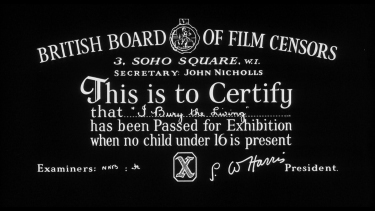 BRITISH BOARD OF FILM CENSORS
3, SOHO SQUARE, W.1.
SECRETARY: JOHN NICHOLLS
This is to Certify
that "I Bury the Living"
has been Passed for Exhibition
when no child under 16 is present
Examiners: President.
X
S. W Harris